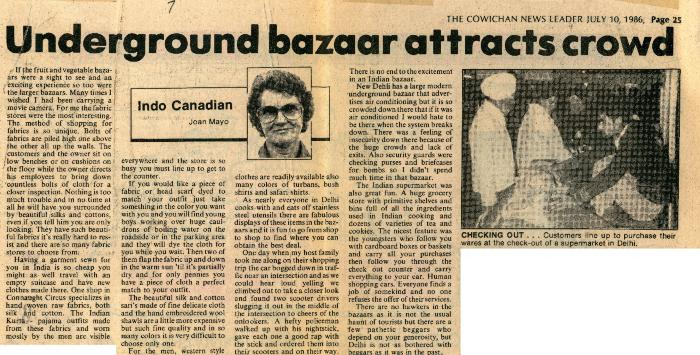 THE COWICHAN NEWS LEADER JULY 10, 1986, Page 25
Underground bazaar attracts crowd
If the fruit and vegetable baza-
ars were a sight to see and an
exciting experience so too were
the larger bazaars. Many times I
wished I had been carrying a
movie camera. For me the fabric
stores were the most interesting.
The method of shopping for
fabrics is so unique. Bolts of
fabrics are piled high one above
the other all up the walls. The
customers and the owner sit on
low benches or on cushions on
the floor while the owner directs
his employees to bring down
countless bolts of cloth for a
closer inspection. Nothing is too
much trouble and in no time at
all he will have you surrounded
by beautiful silks and cottons,
even if you tell him you are only
looking. They have such beauti-
ful fabrics it is really hard to res-
ist and there are so many fabric
stores to choose from.
Having a garment sewn for
you in India is so cheap you
might as well travel with an
empty suitcase and have new
clothes made there. One shop in
Connaught Circus specializes in
hand woven raw fabrics, both
silk and cotton. The Indian
Kurta - pajama outfits made
from these fabrics and worn
mostly by the men are visible
Indo Canadian
Joan Mayo
everywhere and the store is so
busy you must line up to get to
the counter.
If you would like a piece of
fabric or head scarf dyed to
match your outfit just take
something in the color you want
with you and you will find young
boys working over huge caul-
drons of boiling water on the
roadside or in the parking area
and they will dye the cloth for
you while you wait. Then two of
them flap the fabric up and down
in the warm sun 'til it's partially
dry and for only pennies you
have a piece of cloth a perfect
match to your outfit.
The beautiful silk and cotton
sari's made of fine delicate cloth
and the hand embroidered wool
shawls are a little more expensive
but such fine quality and in so
many colors it is very difficult to
choose only one.
For the men, western style
clothes are readily available also
many colors of turbans, bush
shirts and safari shirts.
As nearly everyone in Delhi
cooks with and eats off stainless
steel utensils there are fabulous
displays of these items in the baz-
aars and it is fun to go from shop
to shop to find where you can
obtain the best deal.
One day when my host family
took me along on their shopping
trip the car bogged down in traf-
fic near an intersection and as we
could hear loud yelling we
climbed out to take a closer look
and found two scooter drivers
slugging it out in the middle of
the intersection to cheers of the
onlookers. A hefty policeman
walked up with his nightstick,
gave each one a good rap with
the stick and ordered them into
their scooters and on their way.
There is no end to the excitement
in an Indian bazaar.
New Delhi has a large modern
underground bazaar that adver-
tises air conditioning but it is so
crowded down there that if it was
air conditioned I would hate to
be there when the system breaks
down. There was a feeling of
insecurity down there because of
the huge crowds and lack of
exits. Also security guards were
checking purses and briefcases
for bombs so I didn't spend
much time in that bazaar.
The Indian supermarket was
also great fun. A huge grocery
store with primitive shelves and
bins full of all the ingredients
used in Indian cooking and
dozens of varieties of tea and
cookies. The nicest feature was
the youngsters who follow you
with cardboard boxes or baskets
and carry all your purchases
then follow you through the
check out counter and carry
everything to your car. Human
shopping cars. Everyone finds a
job of somekind and no one
refuses the offer of their services.
There are no hawkers in the
bazaars as it is not the usual
haunt of tourists but there are a
few pathetic beggars who
depend on your generosity, but
Delhi is not as bothered with
beggars as it was in the past.
CHECKING OUT . . . Customers line up to purchase their
wares at the check-out of a supermarket in Delhi.